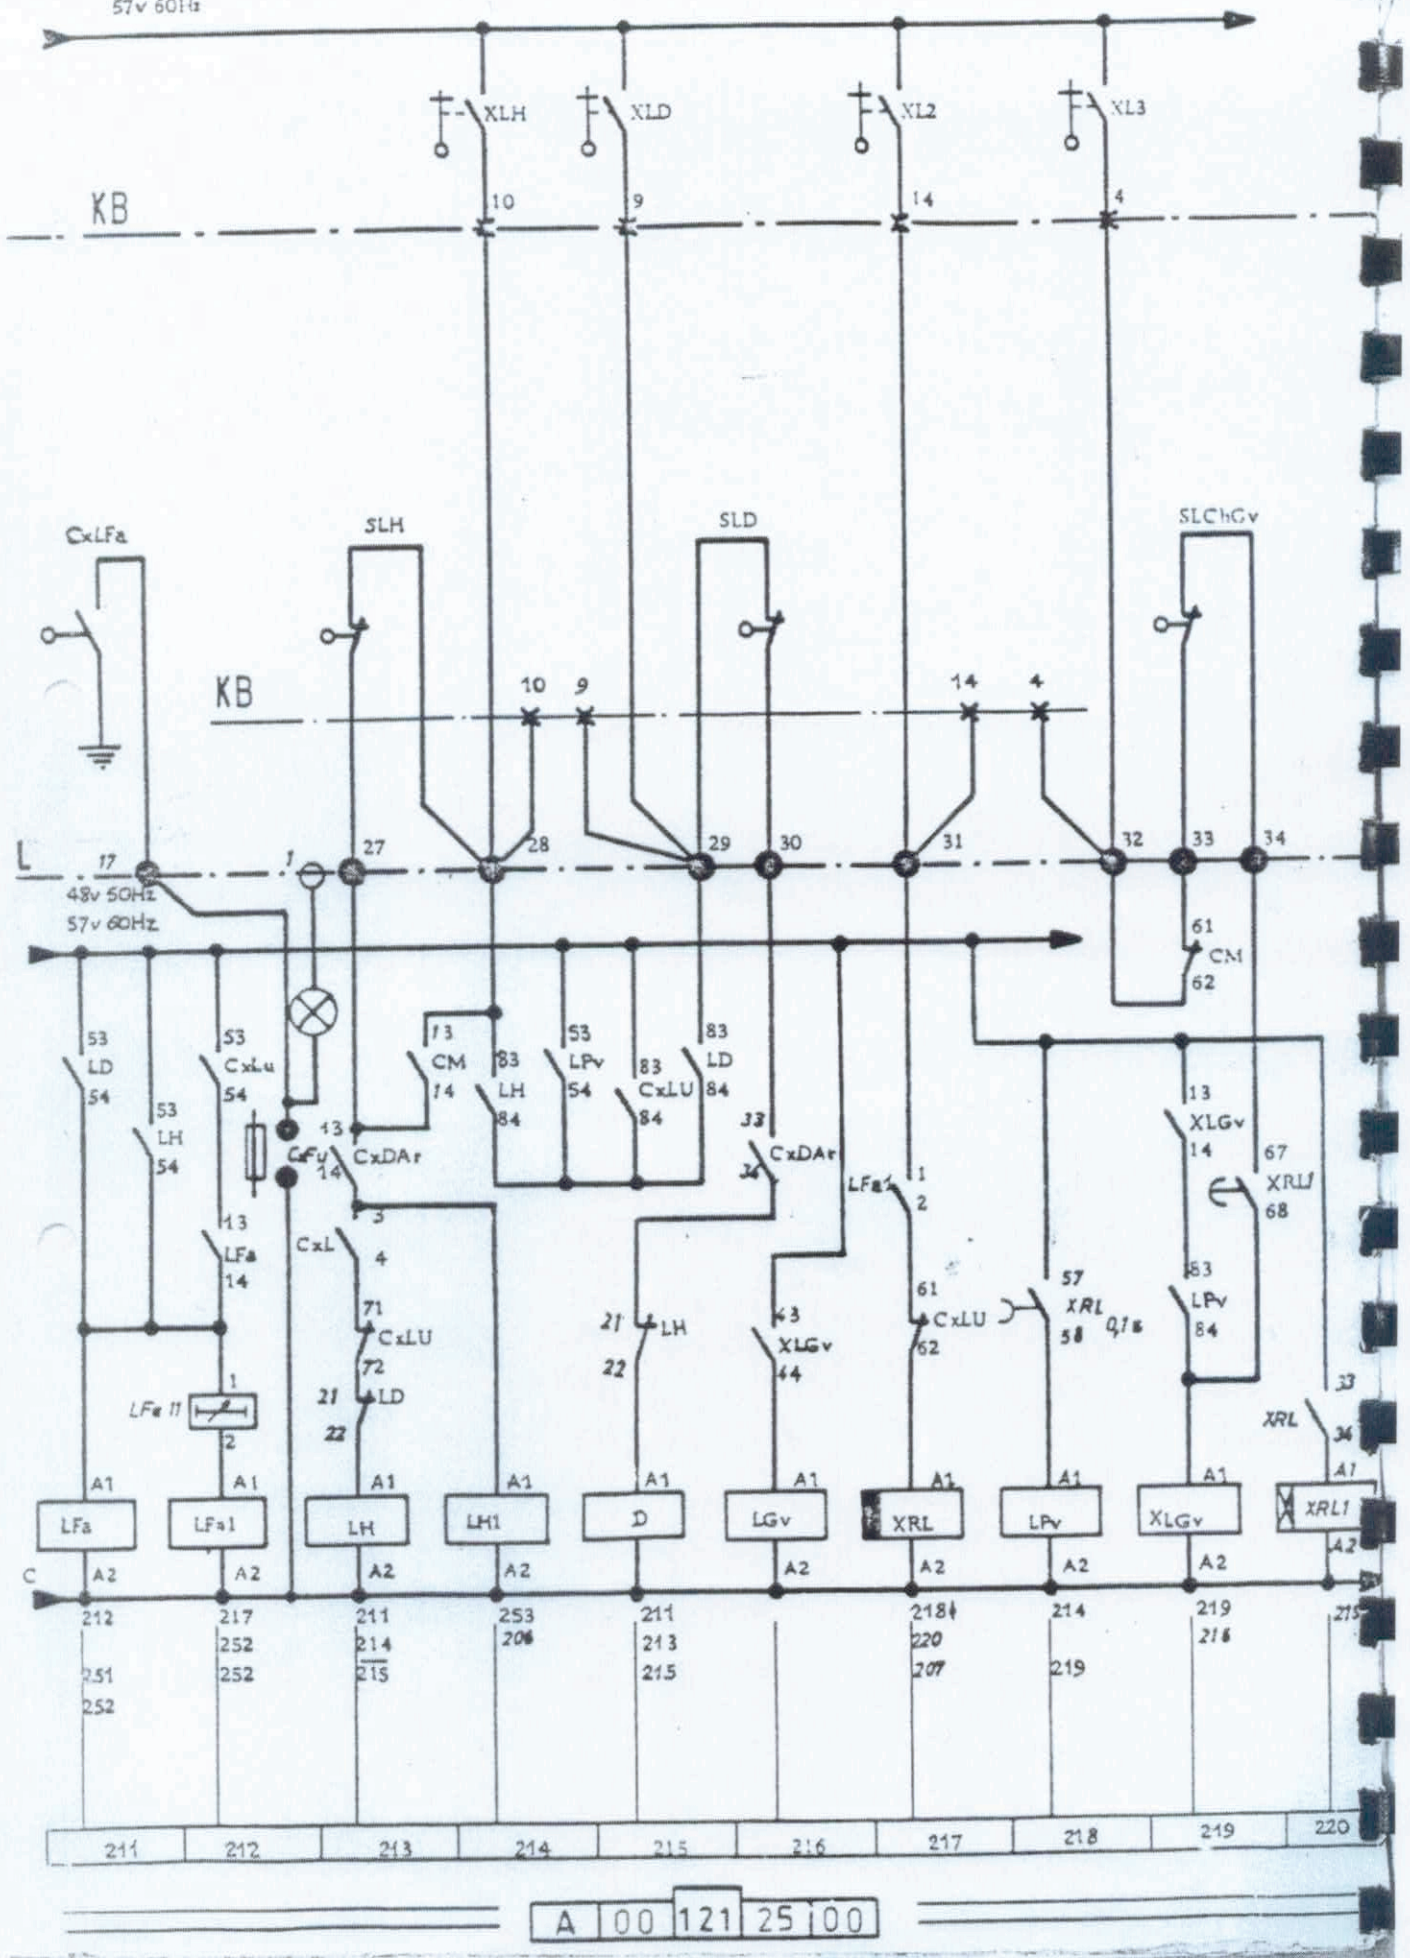 57v 60Hz
XLH
XLD
XL2
XL3
KB
10
9
14
4
CxLFa
SLH
SLD
SLChGv
KB
10
9
14
4
L
17
1
27
28
29
30
31
32
33
34
48v 50Hz
57v 60Hz
61
CM
62
53
LD
54
53
CxLu
54
13
CM
14
83
LH
84
53
LPv
54
83
CxLU
84
83
LD
84
53
LH
54
13
CxDAr
14
33
CxDAr
LFa1
1
2
13
XLGv
14
67
XRL1
68
13
LFa
14
CxL
3
4
71
CxLU
72
21
LH
22
43
XLGv
44
61
CxLU
62
57
XRL
58
0,1s
83
LPv
84
LFa 11
1
2
21
LD
22
XRL
33
A1
A1
A1
A1
A1
A1
A1
A1
A1
A1
LFa
LFa1
LH
LH1
D
LGv
XRL
LPv
XLGv
XRL1
C
A2
A2
A2
A2
A2
A2
A2
A2
A2
A2
212
217
211
253
211
218
214
219
215
252
214
206
213
220
216
251
252
215
215
207
219
252
211
212
213
214
215
216
217
218
219
220
A 00 121 25 00